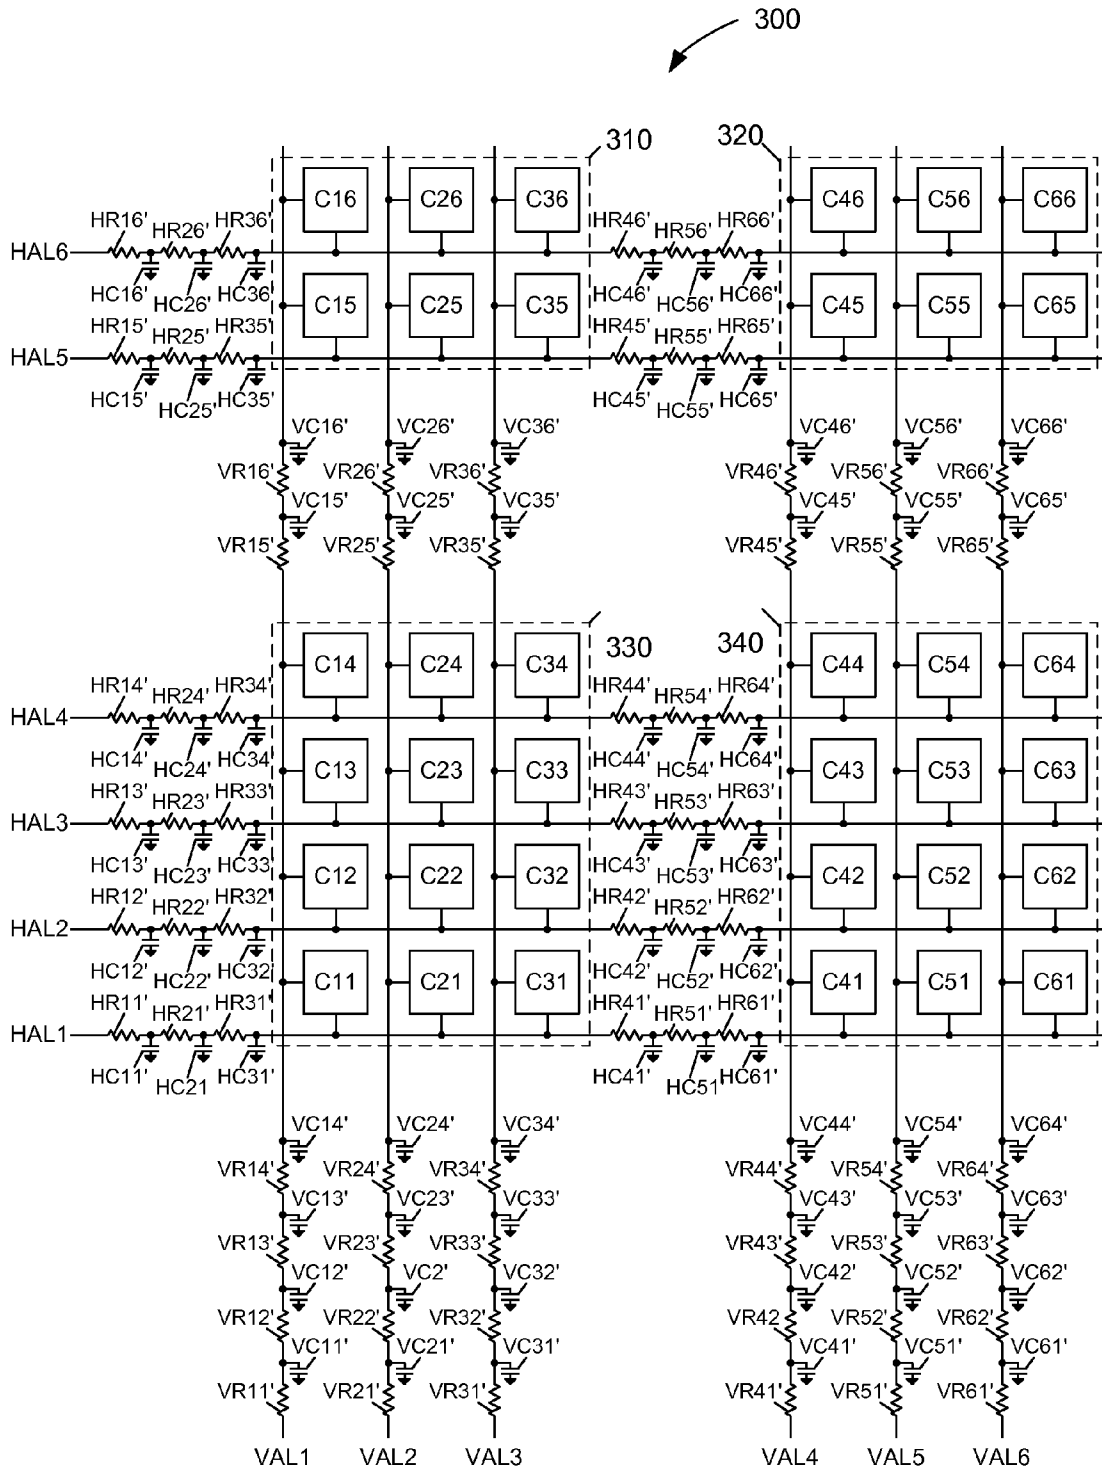 300
310
320
C16 C26 C36 C46 C56 C66
HR16' HR26' HR36' HR46' HR56' HR66'
HAL6
HC16' HC26' HC36' HC46' HC56' HC66'
C15 C25 C35 C45 C55 C65
HR15' HR25' HR35' HR45' HR55' HR65'
HAL5
HC15' HC25' HC35' HC45' HC55' HC65'
VC16' VC26' VC36' VC46' VC56' VC66'
VR16' VR26' VR36' VR46' VR56' VR66'
VC15' VC25' VC35' VC45' VC55' VC65'
VR15' VR25' VR35' VR45' VR55' VR65'
330 340
C14 C24 C34 C44 C54 C64
HR14' HR24' HR34' HR44' HR54' HR64'
HAL4
HC14' HC24' HC34' HC44' HC54' HC64'
C13 C23 C33 C43 C53 C63
HR13' HR23' HR33' HR43' HR53' HR63'
HAL3
HC13' HC23' HC33' HC43' HC53' HC63'
C12 C22 C32 C42 C52 C62
HR12' HR22' HR32' HR42' HR52' HR62'
HAL2
HC12' HC22' HC32' HC42' HC52' HC62'
C11 C21 C31 C41 C51 C61
HR11' HR21' HR31' HR41' HR51' HR61'
HAL1
HC11' HC21 HC31' HC41' HC51' HC61'
VC14' VC24' VC34' VC44' VC54' VC64'
VR14' VR24' VR34' VR44' VR54' VR64'
VC13' VC23' VC33' VC43' VC53' VC63'
VR13' VR23' VR33' VR43' VR53' VR63'
VC12' VC2' VC32' VC42' VC52' VC62'
VR12' VR22' VR32' VR42 VR52' VR62'
VC11' VC21' VC31' VC41' VC51' VC61'
VR11' VR21' VR31' VR41' VR51' VR61'
VAL1 VAL2 VAL3 VAL4 VAL5 VAL6